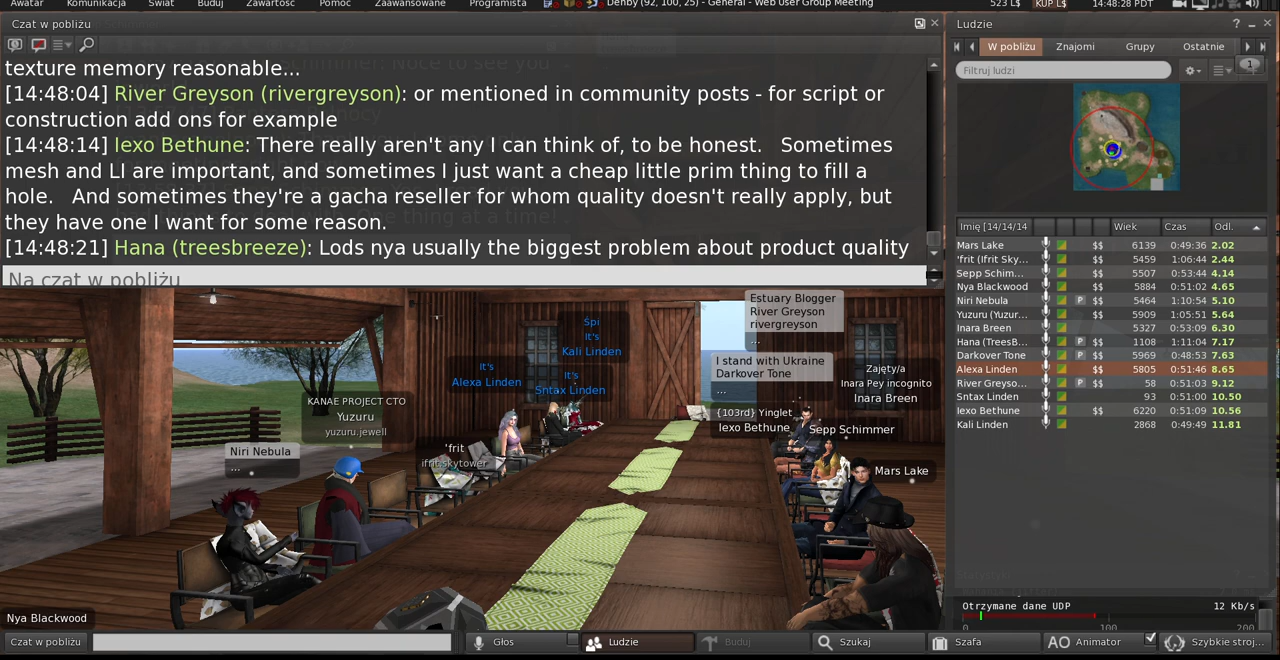 Awatar Komunikacja Świat Buduj Zawartość Pomoc Zaawansowane Programista Denby (92, 100, 25) - General - Web User Group Meeting 523 L$ KUP L$ 14:48:28 PDT
Czat w pobliżu
texture memory reasonable...
[14:48:04] River Greyson (rivergreyson): or mentioned in community posts - for script or
construction add ons for example
[14:48:14] Iexo Bethune: There really aren't any I can think of, to be honest. Sometimes
mesh and LI are important, and sometimes I just want a cheap little prim thing to fill a
hole. And sometimes they're a gacha reseller for whom quality doesn't really apply, but
they have one I want for some reason.
[14:48:21] Hana (treesbreeze): Lods nya usually the biggest problem about product quality
Na czat w pobliżu
Ludzie
W pobliżu Znajomi Grupy Ostatnie
Filtruj ludzi
1
Imię [14/14/14 Wiek Czas Odl.
Mars Lake $$ 6139 0:49:36 2.02
'frit (Ifrit Sky... $$ 5459 1:06:44 2.44
Sepp Schim... $$ 5507 0:53:44 4.14
Nya Blackwood $$ 5884 0:51:02 4.65
Niri Nebula P $$ 5464 1:10:54 5.10
Yuzuru (Yuzur... $$ 5909 1:05:51 5.64
Inara Breen 5327 0:53:09 6.30
Hana (TreesB... P $$ 1108 1:11:04 7.17
Darkover Tone P $$ 5969 0:48:53 7.63
Alexa Linden $$ 5805 0:51:46 8.65
River Greyso... P $$ 58 0:51:03 9.12
Sntax Linden 93 0:51:00 10.50
Iexo Bethune $$ 6220 0:51:09 10.56
Kali Linden 2868 0:49:49 11.81
Otrzymane dane UDP 12 Kb/s
100 200
Estuary Blogger
River Greyson
rivergreyson
...
Śpi
It's
Kali Linden
It's
Alexa Linden
It's
Sntax Linden
I stand with Ukraine
Darkover Tone
...
Zajęty/a
Inara Pey incognito
Inara Breen
KANAE PROJECT CTO
Yuzuru
yuzuru.jewell
{103rd} Yinglet
Iexo Bethune
Sepp Schimmer
'frit
ifrit.skytower
Niri Nebula
...
Mars Lake
Nya Blackwood
Czat w pobliżu Głos Ludzie Buduj Szukaj Szafa AO Animator Szybkie stroj...